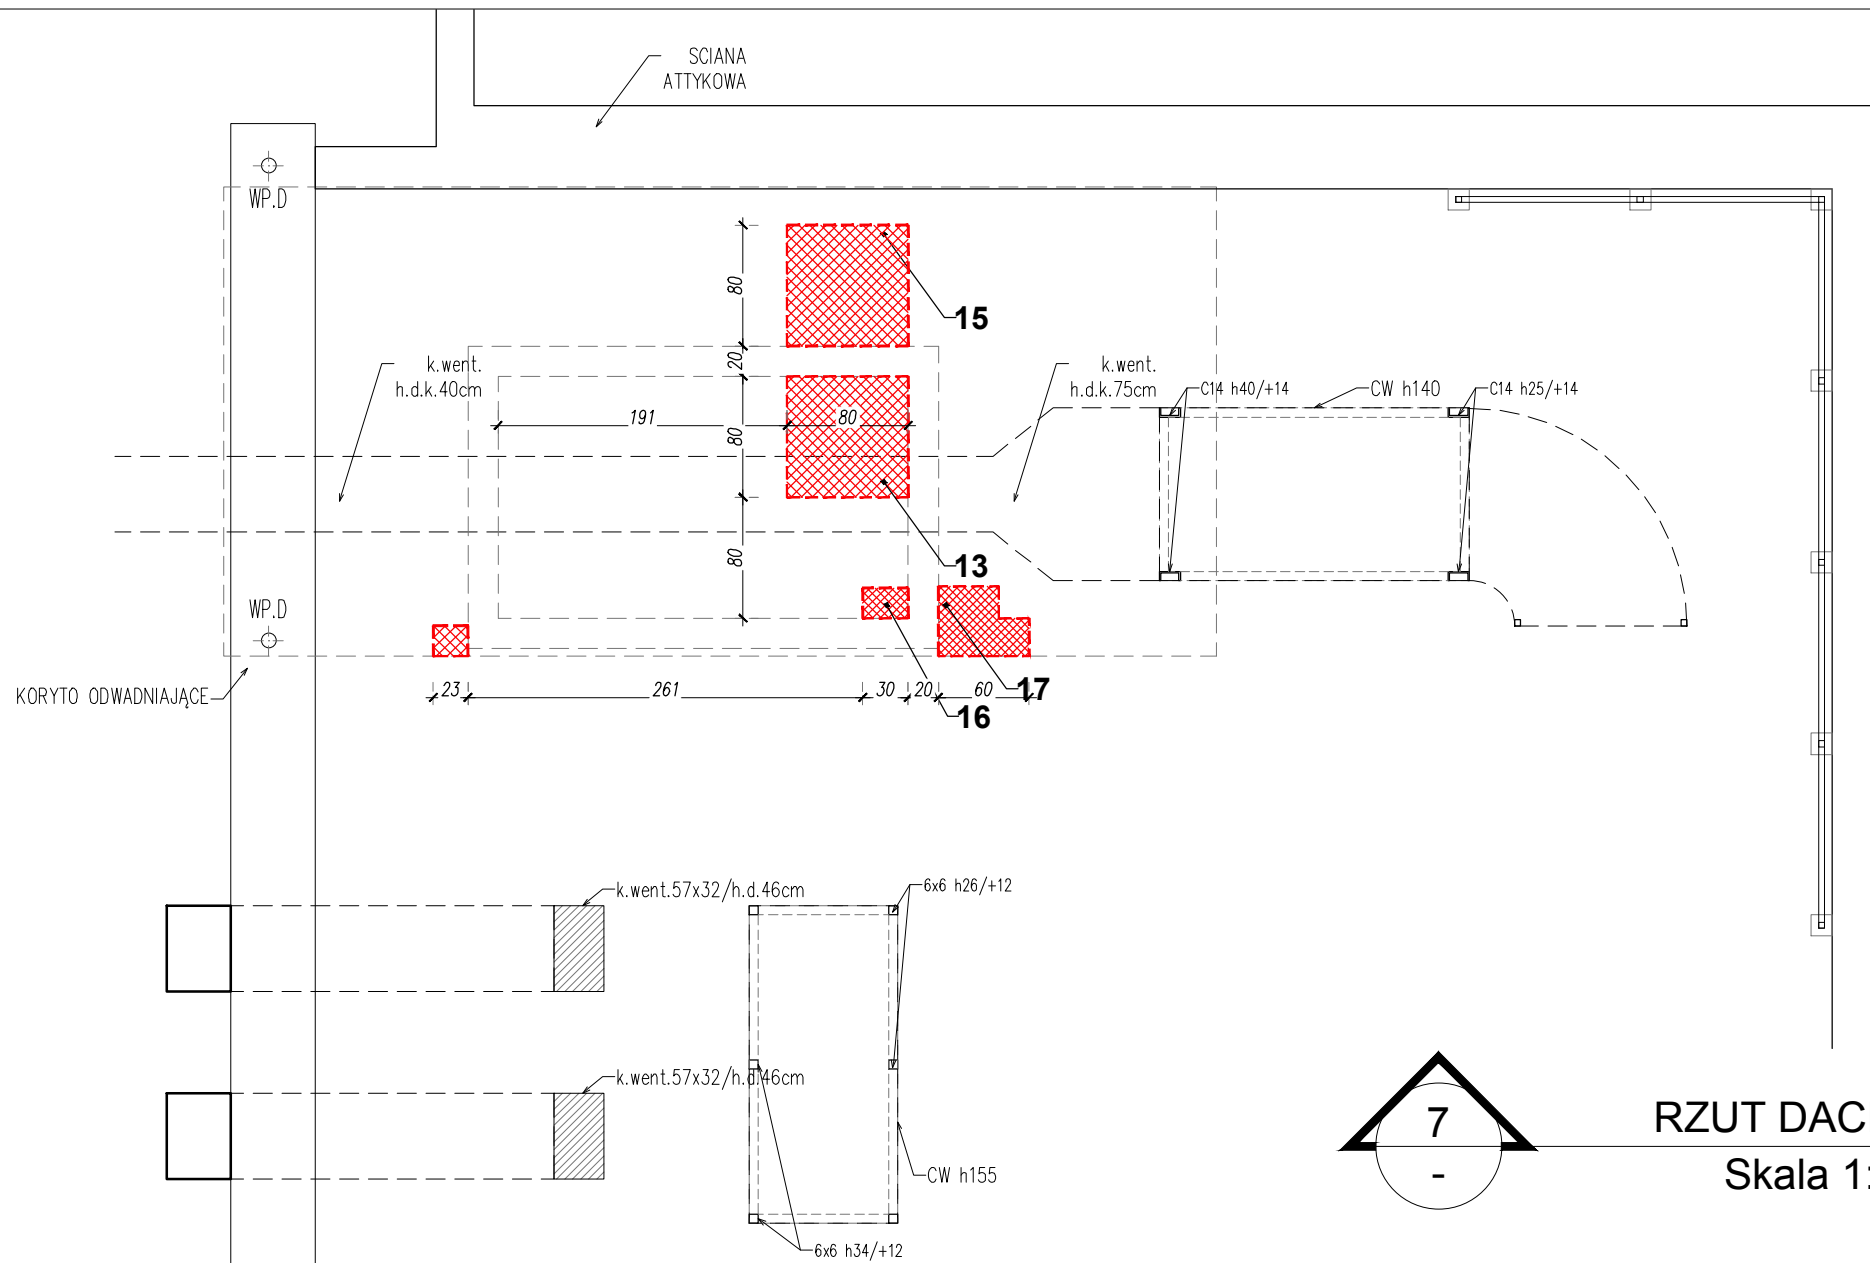 SCIANA
ATTYKOWA
WP.D
80
15
20
k.went.
h.d.k.40cm
k.went.
h.d.k.75cm
C14 h40/+14
CW h140
C14 h25/+14
191
80
80
80
13
WP.D
KORYTO ODWADNIAJĄCE
23
261
30
20
60
17
16
k.went.57x32/h.d.46cm
6x6 h26/+12
k.went.57x32/h.d.46cm
CW h155
6x6 h34/+12
7
-
RZUT DAC
Skala 1: